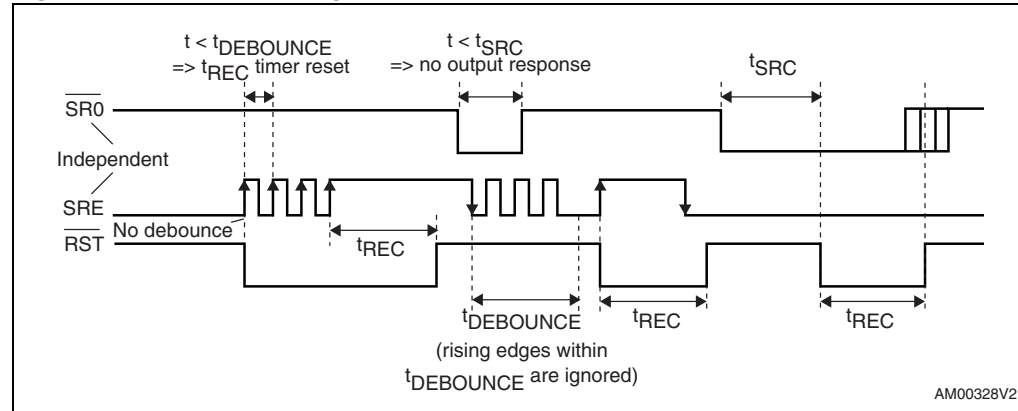 t < tDEBOUNCE
=> tREC timer reset
t < tSRC
=> no output response
tSRC
SR0
Independent
SRE
No debounce
RST
tREC
tDEBOUNCE
(rising edges within
tDEBOUNCE are ignored)
tREC
tREC
AM00328V2